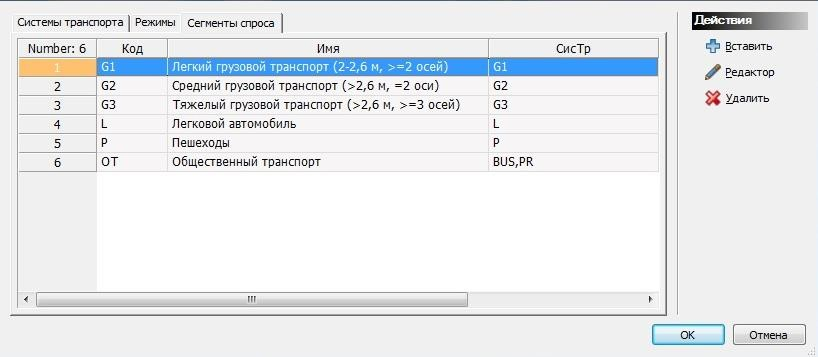 Системы транспорта Режимы Сегменты спроса
Number: 6 Код Имя СисТр
1 G1 Легкий грузовой транспорт (2-2,6 м, >=2 осей) G1
2 G2 Средний грузовой транспорт (>2,6 м, =2 оси) G2
3 G3 Тяжелый грузовой транспорт (>2,6 м, >=3 осей) G3
4 L Легковой автомобиль L
5 P Пешеходы P
6 OT Общественный транспорт BUS,PR
Действия
Вставить
Редактор
Удалить
OK Отмена